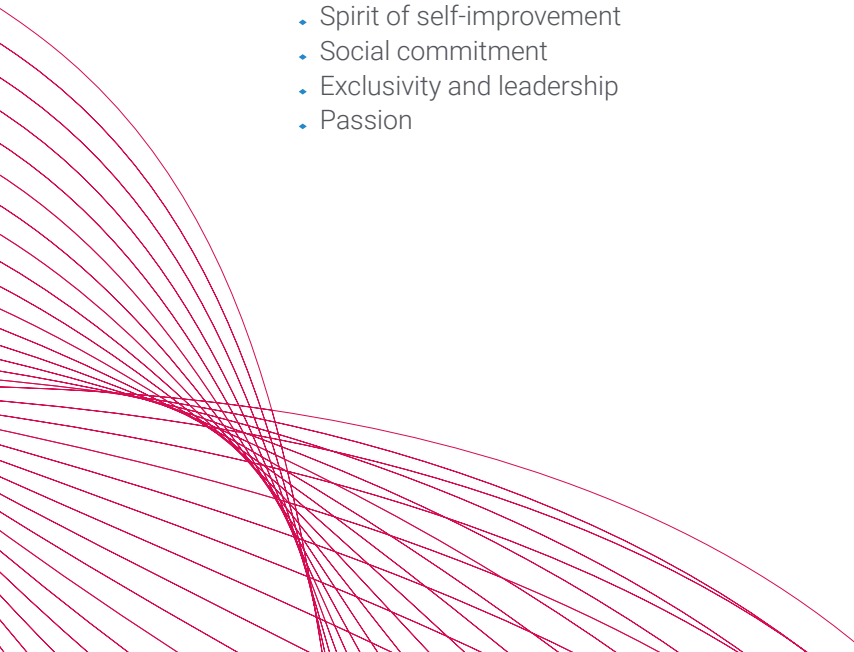 Spirit of self-improvement
Social commitment
Exclusivity and leadership
Passion